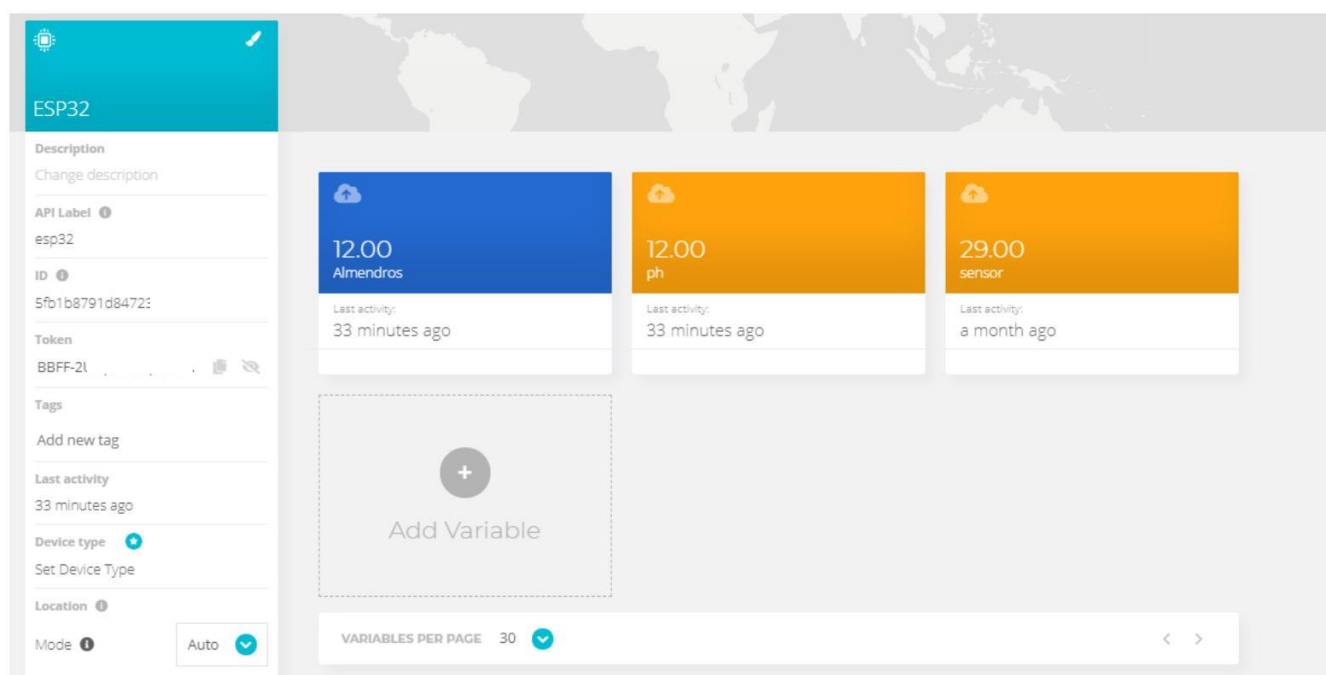 ESP32
Description
Change description
API Label
esp32
ID
5fb1b8791d84723
Token
BBFF-2
Tags
Add new tag
Last activity
33 minutes ago
Device type
Set Device Type
Location
Mode
Auto
12.00
Almendros
Last activity:
33 minutes ago
12.00
ph
Last activity:
33 minutes ago
29.00
sensor
Last activity:
a month ago
Add Variable
VARIABLES PER PAGE 30